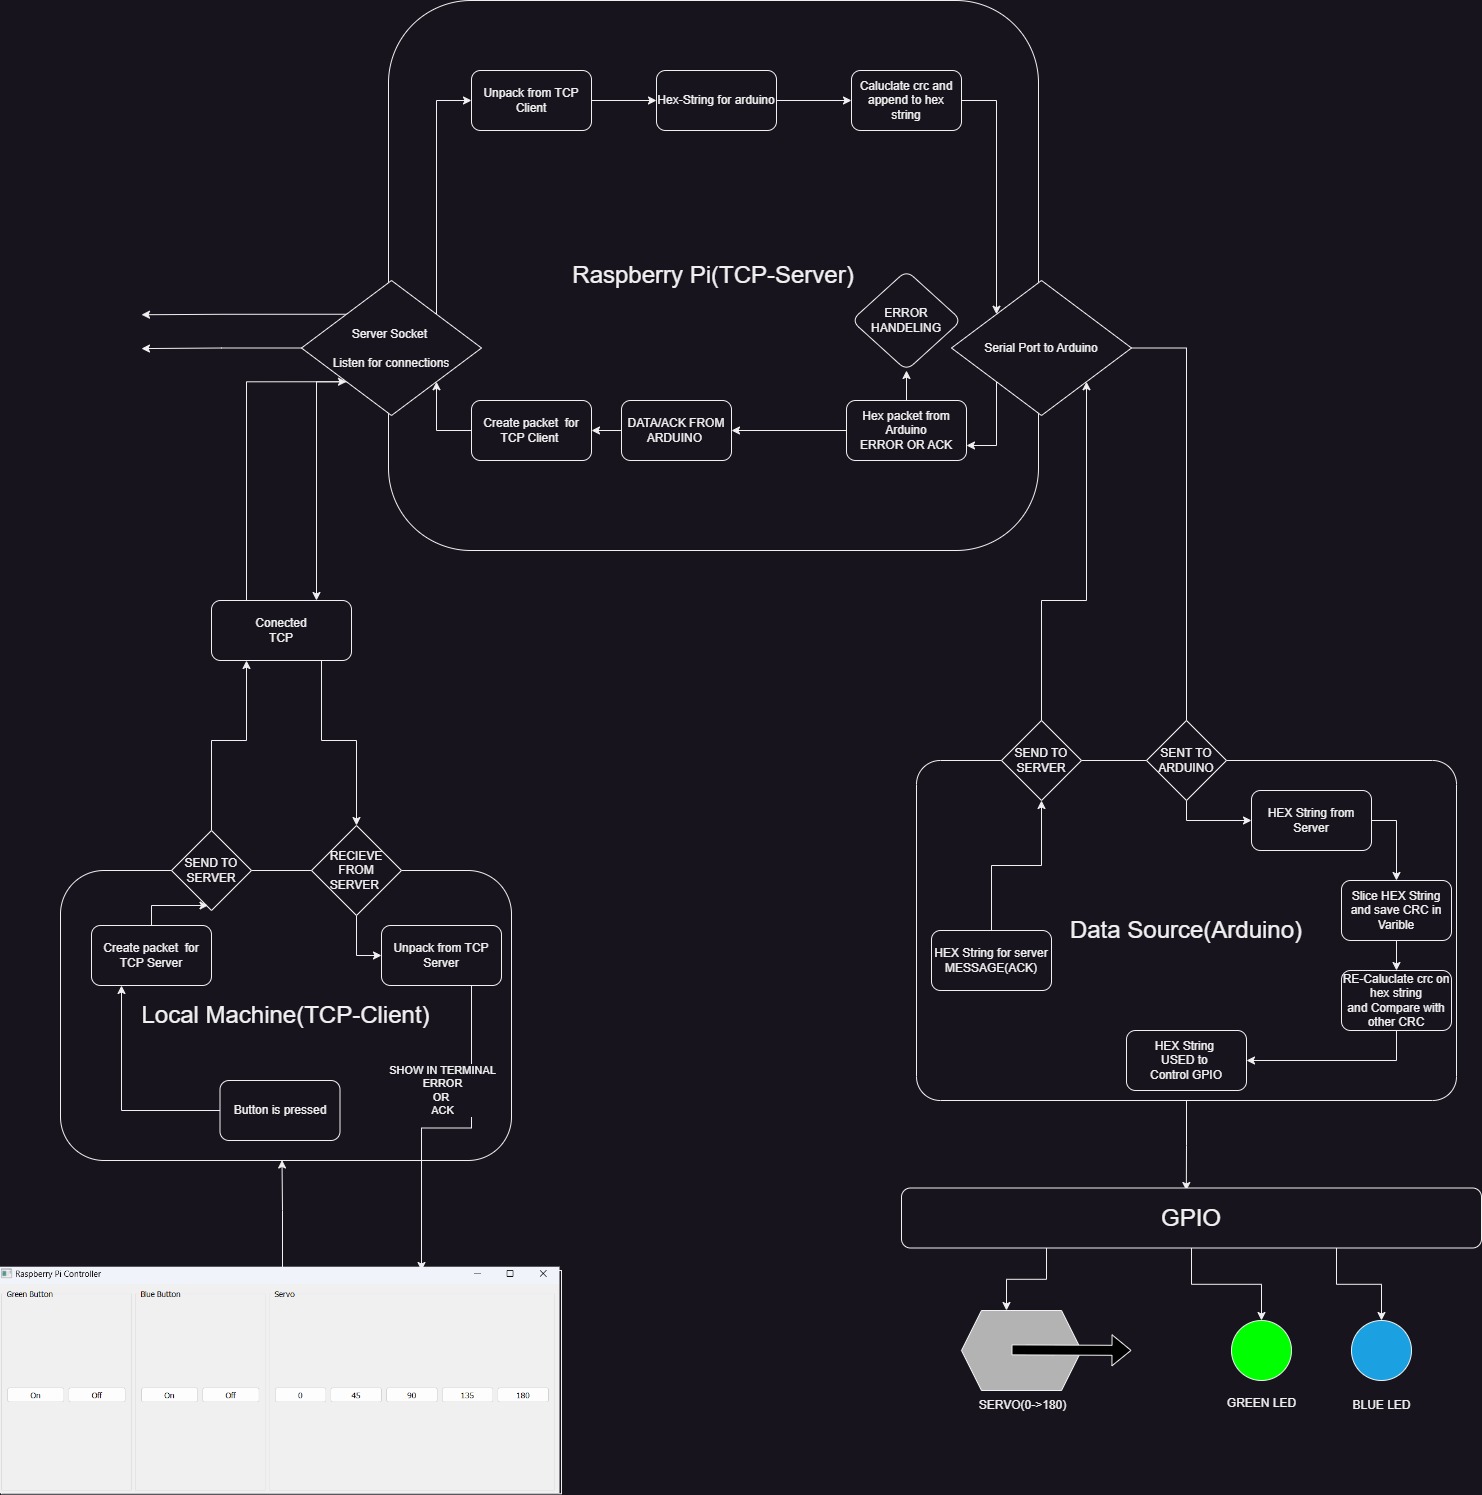 Unpack from TCP
Client
Hex-String for arduino
Caluclate crc and
append to hex
string
Raspberry Pi(TCP-Server)
ERROR
HANDELING
Server Socket
Listen for connections
Serial Port to Arduino
Create packet for
TCP Client
DATA/ACK FROM
ARDUINO
Hex packet from
Arduino
ERROR OR ACK
Conected
TCP
SEND TO
SERVER
RECIEVE
FROM
SERVER
Create packet for
TCP Server
Unpack from TCP
Server
Local Machine(TCP-Client)
SHOW IN TERMINAL
ERROR
OR
ACK
Button is pressed
SEND TO
SERVER
SENT TO
ARDUINO
HEX String from
Server
Slice HEX String
and save CRC in
Varible
Data Source(Arduino)
HEX String for server
MESSAGE(ACK)
RE-Caluclate crc on
hex string
and Compare with
other CRC
HEX String
USED to
Control GPIO
GPIO
SERVO(0->180)
GREEN LED
BLUE LED
Raspberry Pi Controller
Green Button
Blue Button
Servo
On
Off
On
Off
0
45
90
135
180